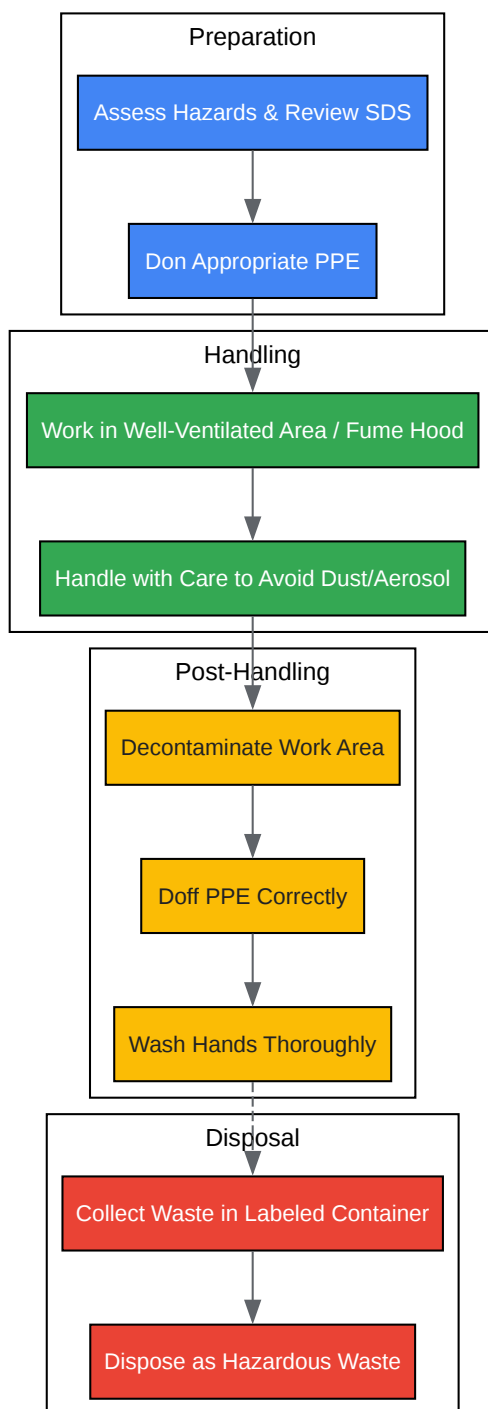 Preparation
Assess Hazards & Review SDS
Don Appropriate PPE
Handling
Work in Well-Ventilated Area / Fume Hood
Handle with Care to Avoid Dust/Aerosol
Post-Handling
Decontaminate Work Area
Doff PPE Correctly
Wash Hands Thoroughly
Disposal
Collect Waste in Labeled Container
Dispose as Hazardous Waste